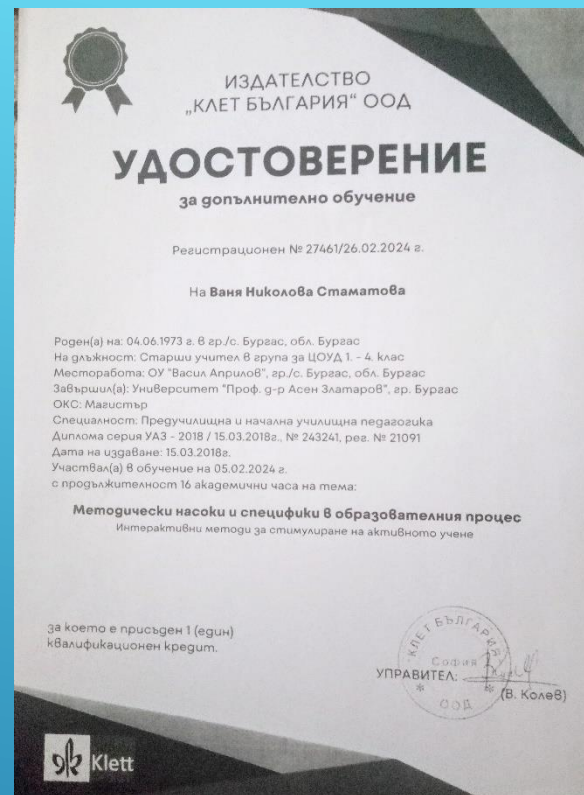 ИЗДАТЕЛСТВО
„КЛЕТ БЪЛГАРИЯ“ ООД
УДОСТОВЕРЕНИЕ
за допълнително обучение
Регистрационен № 27461/26.02.2024 г.
На Ваня Николова Стаматова
Роден(а) на: 04.06.1973 г. в гр./с. Бургас, обл. Бургас
На длъжност: Старши учител в група за ЦОУД 1. - 4. клас
Месторабота: ОУ "Васил Априлов", гр./с. Бургас, обл. Бургас
Завършил(а): Университет "Проф. д-р Асен Златаров", гр. Бургас
ОКС: Магистър
Специалност: Предучилищна и начална училищна педагогика
Диплома серия УАЗ - 2018 / 15.03.2018г., № 243241, рег. № 21091
Дата на издаване: 15.03.2018г.
Участвал(а) в обучение на 05.02.2024 г.
с продължителност 16 академични часа на тема:
Методически насоки и специфики в образователния процес
Интерактивни методи за стимулиране на активното учене
за което е присъден 1 (един)
квалификационен кредит.
КЛЕТ БЪЛГАРИЯ
София
УПРАВИТЕЛ:
(В. Колев)
ООД
Klett